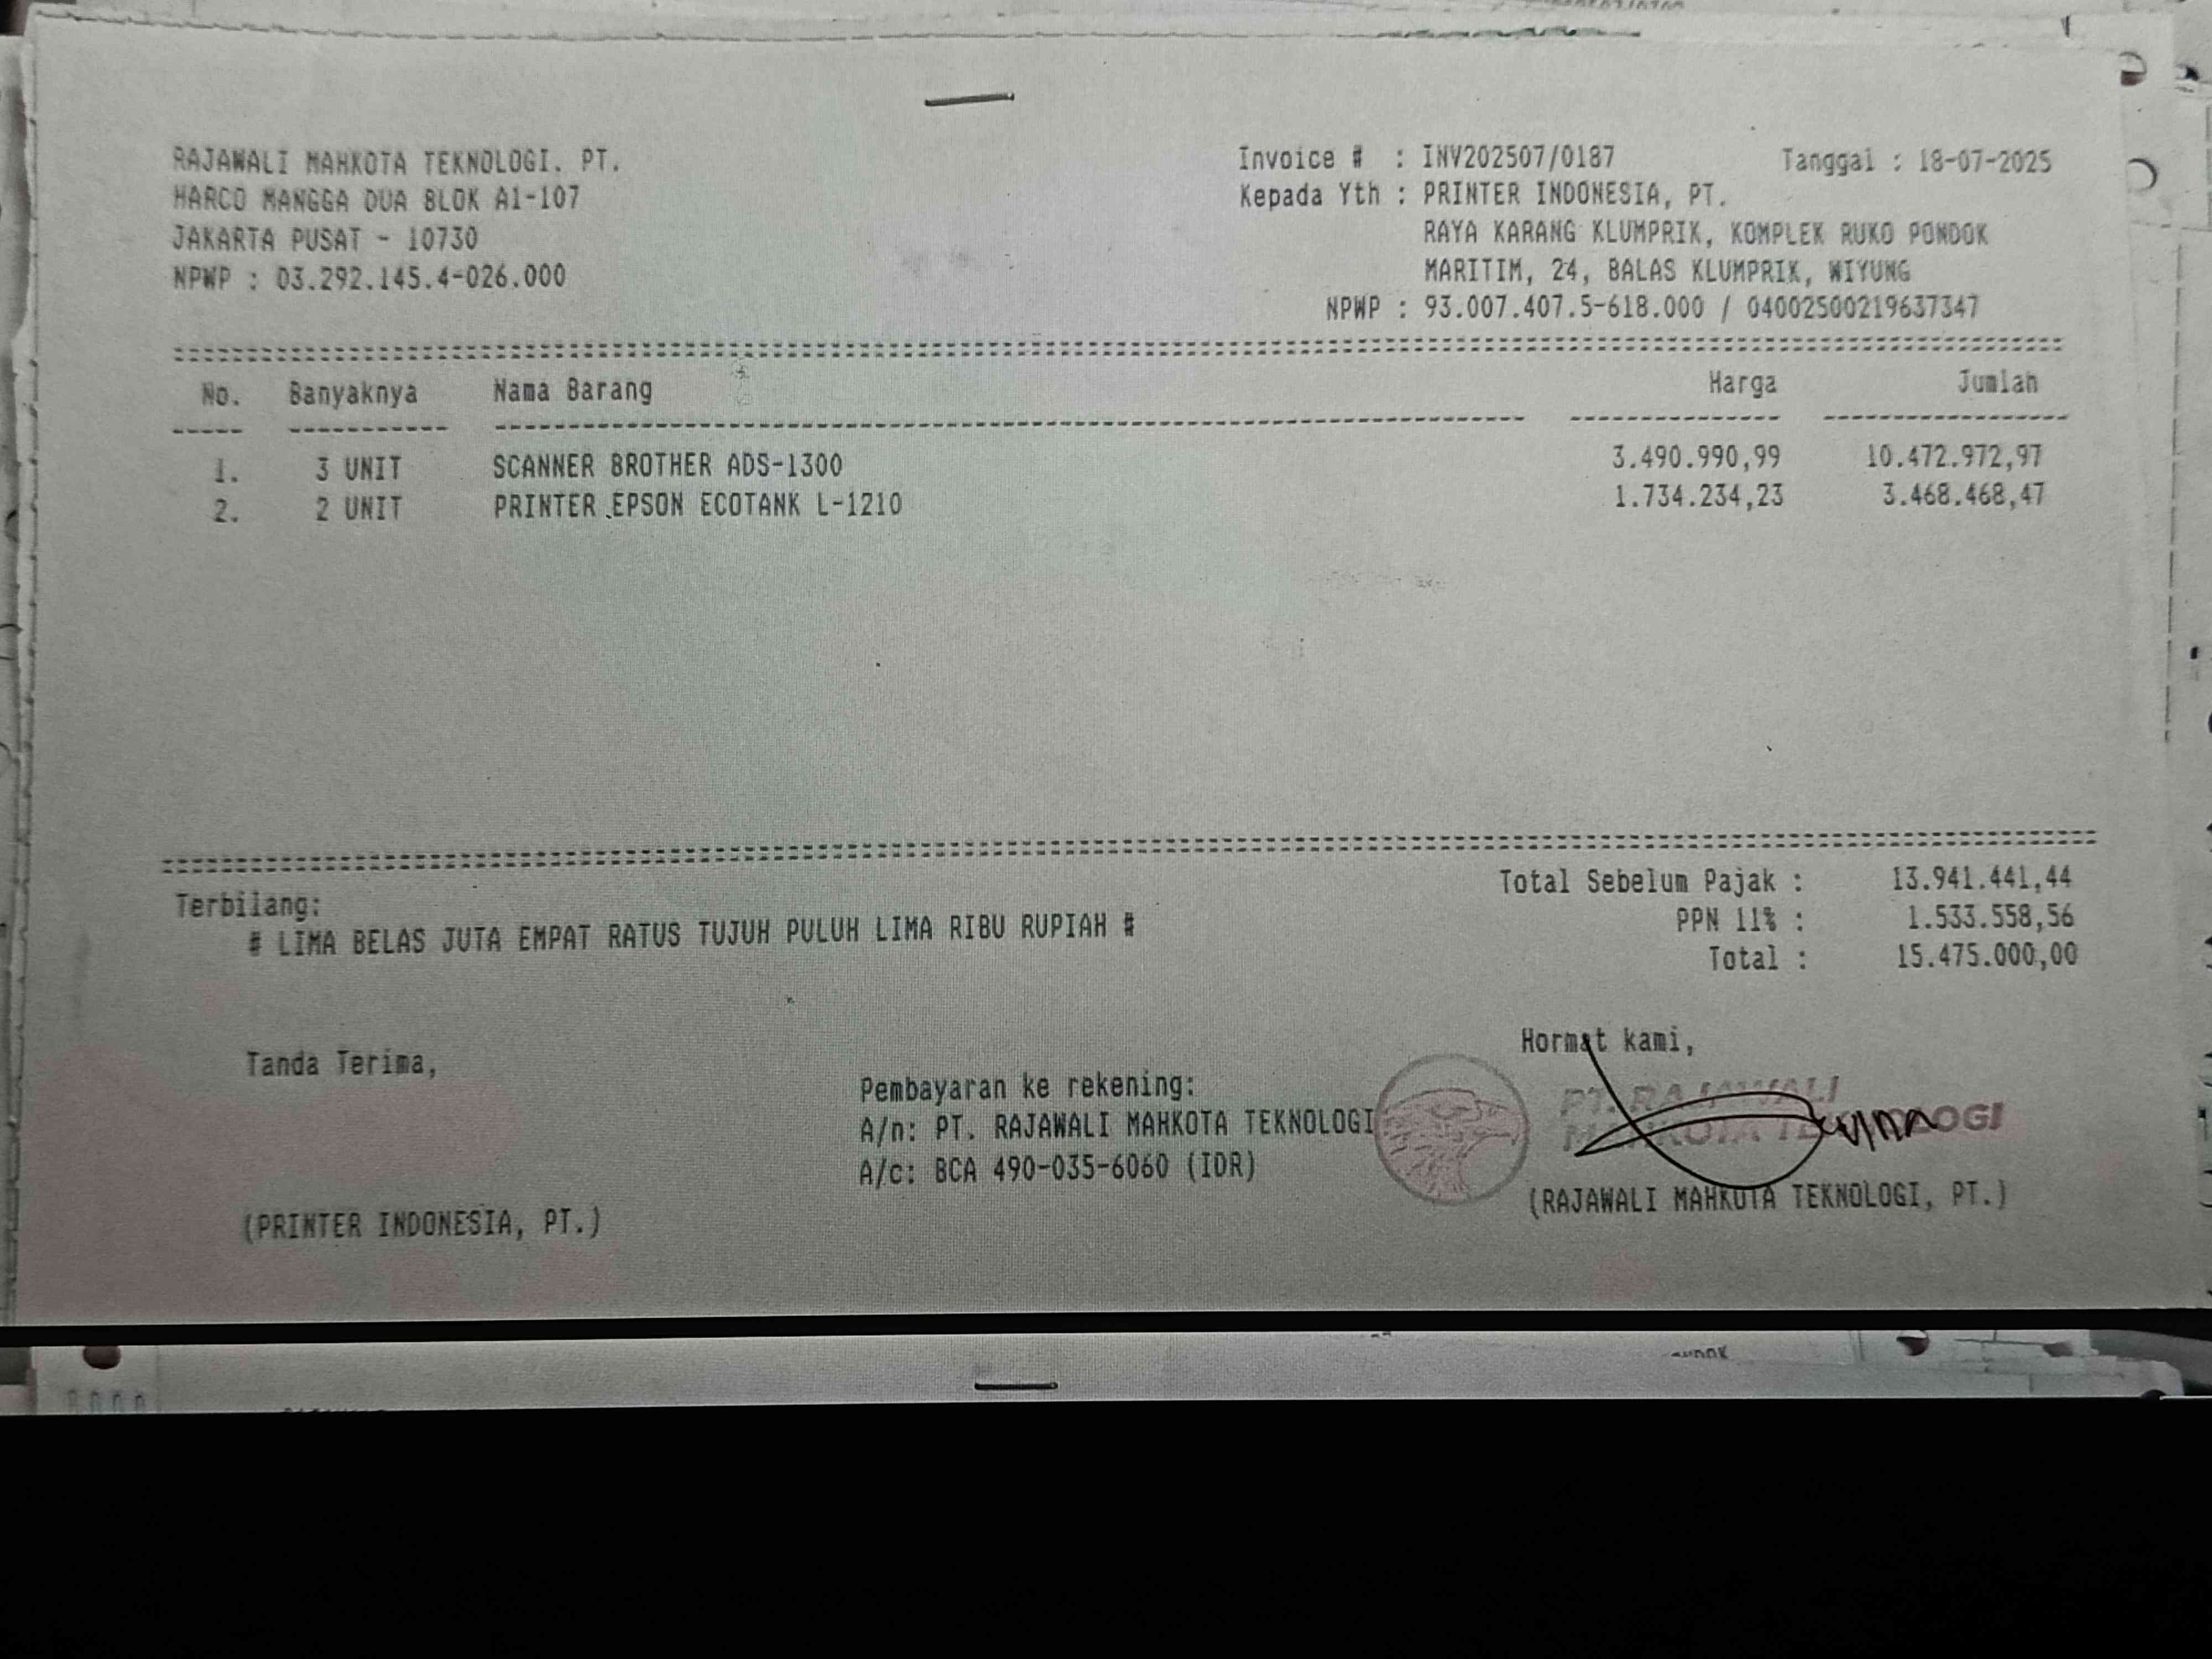 RAJAWALI MAHKOTA TEKNOLOGI. PT.
HARCO MANGGA DUA BLOK A1-107
JAKARTA PUSAT - 10730
NPWP : 03.292.145.4-026.000
Invoice # : INV202507/0187 Tanggal : 18-07-2025
Kepada Yth : PRINTER INDONESIA, PT.
RAYA KARANG KLUMPRIK, KOMPLEK RUKO PONDOK
MARITIM, 24, BALAS KLUMPRIK, WIYUNG
NPWP : 93.007.407.5-618.000 / 04002500219637347
No. Banyaknya Nama Barang Harga Jumlah
1. 3 UNIT SCANNER BROTHER ADS-1300 3.490.990,99 10.472.972,97
2. 2 UNIT PRINTER EPSON ECOTANK L-1210 1.734.234,23 3.468.468,47
Total Sebelum Pajak : 13.941.441,44
PPN 11% : 1.533.558,56
Total : 15.475.000,00
Terbilang:
# LIMA BELAS JUTA EMPAT RATUS TUJUH PULUH LIMA RIBU RUPIAH #
Tanda Terima,
(PRINTER INDONESIA, PT.)
Pembayaran ke rekening:
A/n: PT. RAJAWALI MAHKOTA TEKNOLOGI
A/c: BCA 490-035-6060 (IDR)
Hormat kami,
PT. RAJAWALI
MAHKOTA TEKNOLOGI
(RAJAWALI MAHKOTA TEKNOLOGI, PT.)